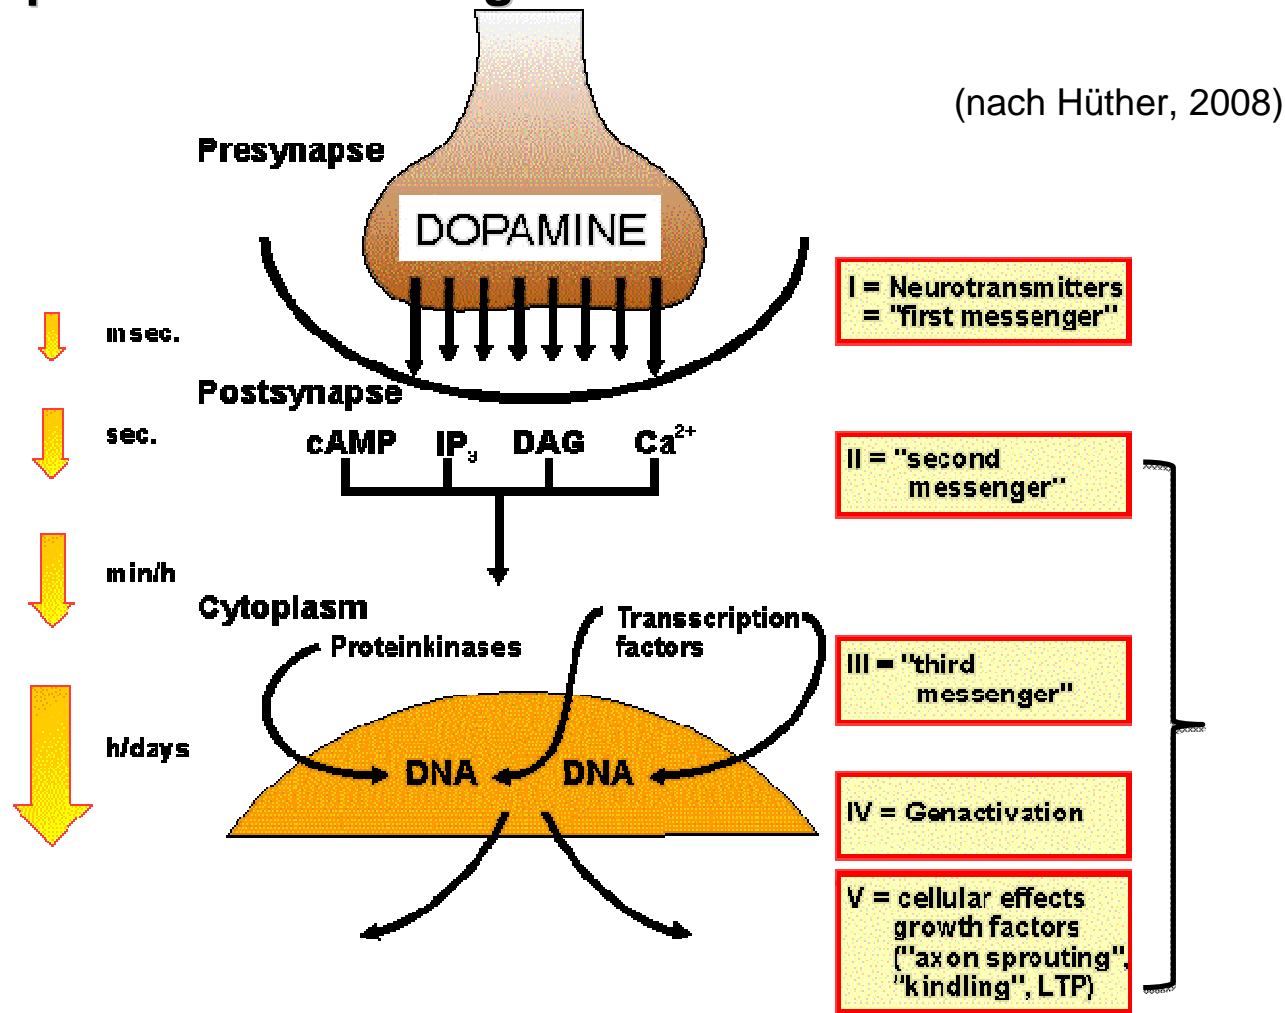 (nach Hüther, 2008)
Presynapse
DOPAMINE
I = Neurotransmitters
= "first messenger"
msec.
Postsynapse
sec.
cAMP IP3 DAG Ca2+
II = "second
messenger"
min/h
Cytoplasm
Transscription
factors
Proteinkinases
III = "third
messenger"
h/days
DNA DNA
IV = Genactivation
V = cellular effects
growth factors
("axon sprouting",
"kindling", LTP)